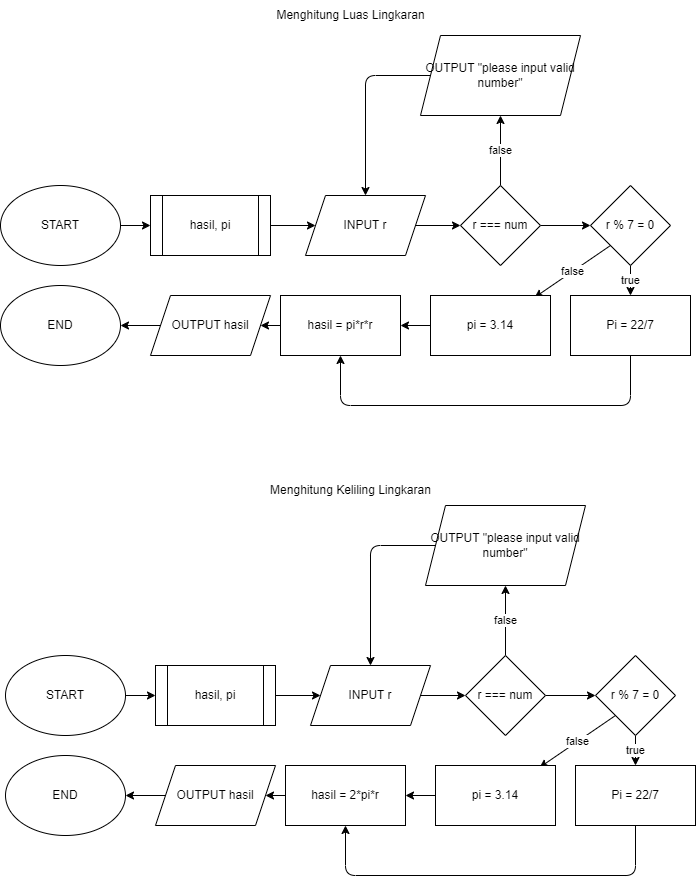 Menghitung Luas Lingkaran
OUTPUT "please input valid
number"
false
START
hasil, pi
INPUT r
r === num
r % 7 = 0
false
true
END
OUTPUT hasil
hasil = pi*r*r
pi = 3.14
Pi = 22/7
Menghitung Keliling Lingkaran
OUTPUT "please input valid
number"
false
START
hasil, pi
INPUT r
r === num
r % 7 = 0
false
true
END
OUTPUT hasil
hasil = 2*pi*r
pi = 3.14
Pi = 22/7